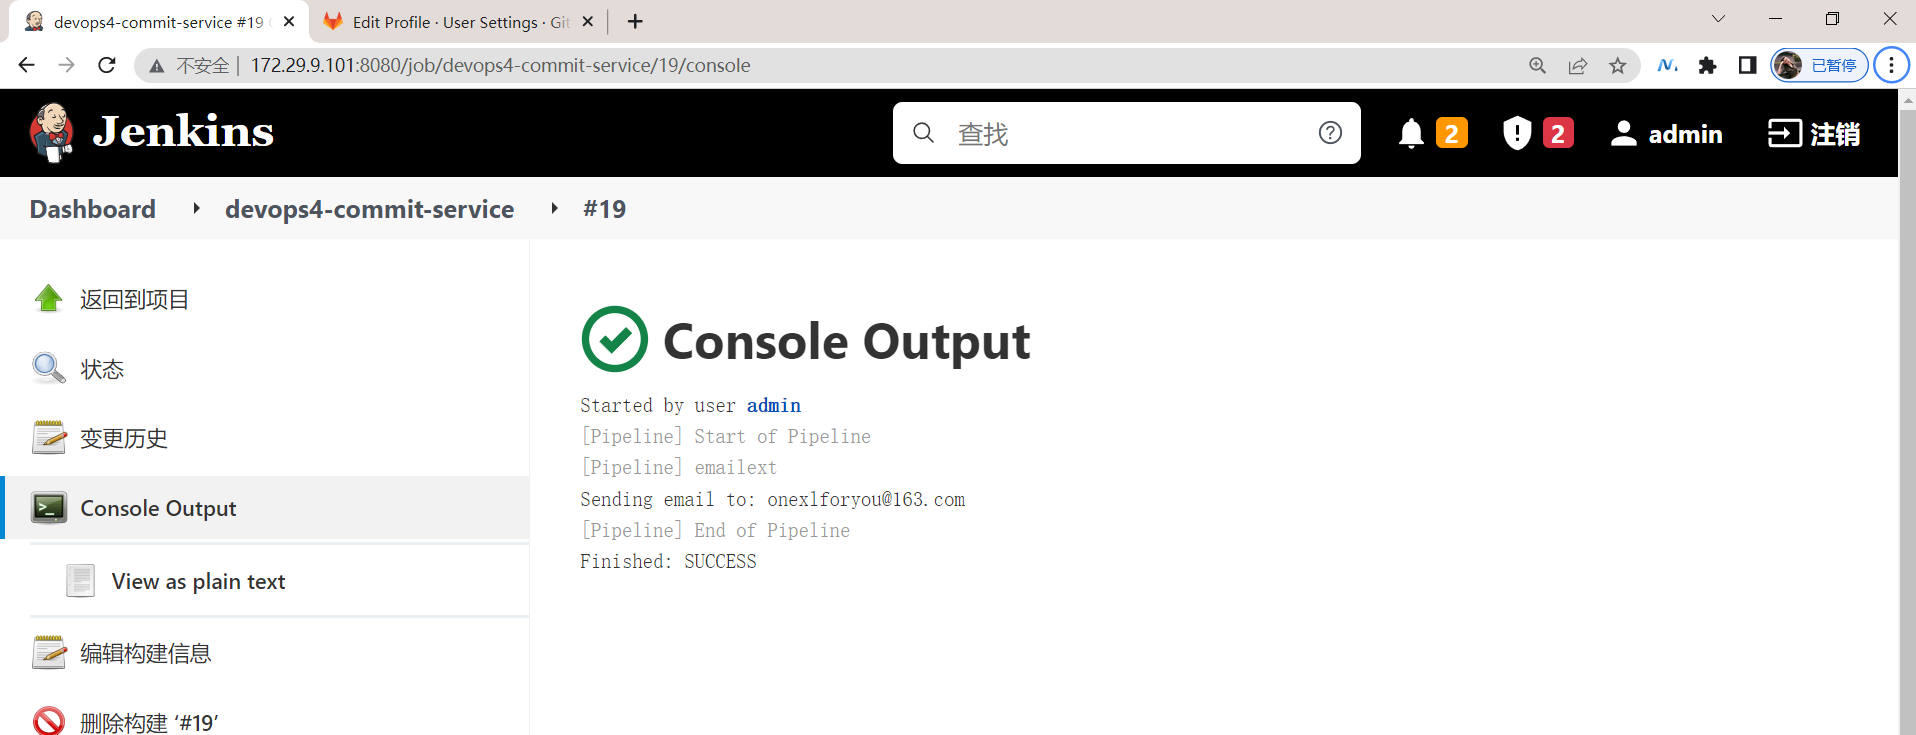 devops4-commit-service #19
Edit Profile · User Settings · Git
不安全 | 172.29.9.101:8080/job/devops4-commit-service/19/console
已暂停
Jenkins
查找
2
2
admin
注销
Dashboard
devops4-commit-service
#19
返回到项目
状态
变更历史
Console Output
View as plain text
编辑构建信息
删除构建 ‘#19’
Console Output
Started by user admin
[Pipeline] Start of Pipeline
[Pipeline] emailext
Sending email to: onexlforyou@163.com
[Pipeline] End of Pipeline
Finished: SUCCESS